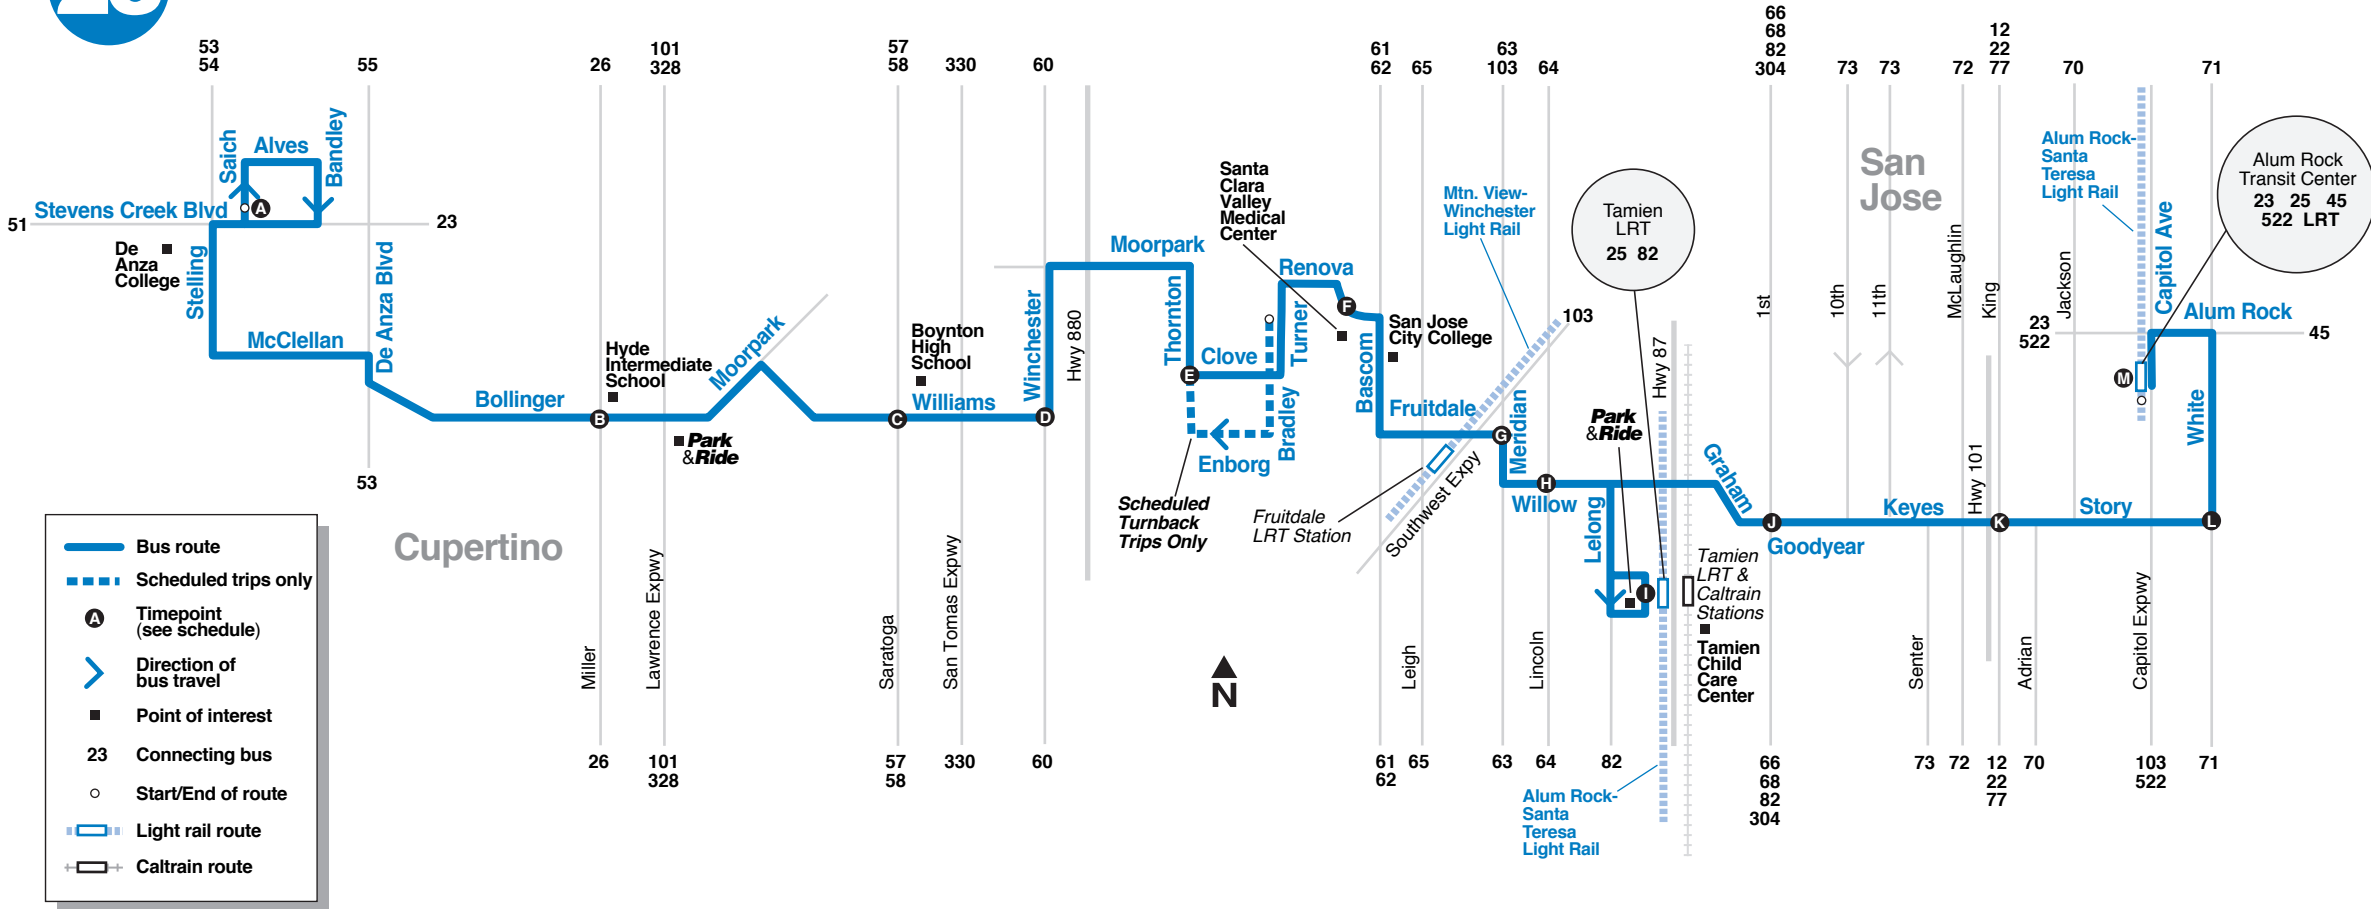 53
54
55
26
101
328
57
58
330
60
61
62
65
63
103
64
66
68
82
304
73
73
72
12
22
77
70
71
Saich
Alves
Bandley
Stevens Creek Blvd
A
51
23
De
Anza
College
Stelling
De Anza Blvd
McClellan
53
Bollinger
Hyde
Intermediate
School
B
Park
&Ride
Moorpark
Boynton
High
School
C
Williams
D
Winchester
Hwy 880
Moorpark
Thornton
E
Clove
Enborg
Bradley
Turner
Renova
Scheduled
Turnback
Trips Only
Santa
Clara
Valley
Medical
Center
F
Bascom
San Jose
City College
Fruitdale
Mtn. View-
Winchester
Light Rail
103
G
Meridian
Southwest Expy
Fruitdale
LRT Station
H
Willow
Tamien
LRT
25 82
Park
&Ride
Hwy 87
Lelong
I
Graham
Tamien
LRT &
Caltrain
Stations
Tamien
Child
Care
Center
1st
10th
11th
McLaughlin
King
Jackson
San
Jose
J
Goodyear
Keyes
Hwy 101
K
Story
L
White
Alum Rock-
Santa
Teresa
Light Rail
Capitol Ave
Alum Rock
Transit Center
23 25 45
522 LRT
Alum Rock
23
522
45
M
Cupertino
Miller
Lawrence Expwy
Saratoga
San Tomas Expwy
N
Leigh
Lincoln
Senter
Adrian
Capitol Expwy
26
101
328
57
58
330
60
61
62
65
63
64
82
66
68
82
304
73
72
12
22
77
70
103
522
71
Alum Rock-
Santa
Teresa
Light Rail
Bus route
Scheduled trips only
A
Timepoint
(see schedule)
Direction of
bus travel
Point of interest
23
Connecting bus
Start/End of route
Light rail route
Caltrain route